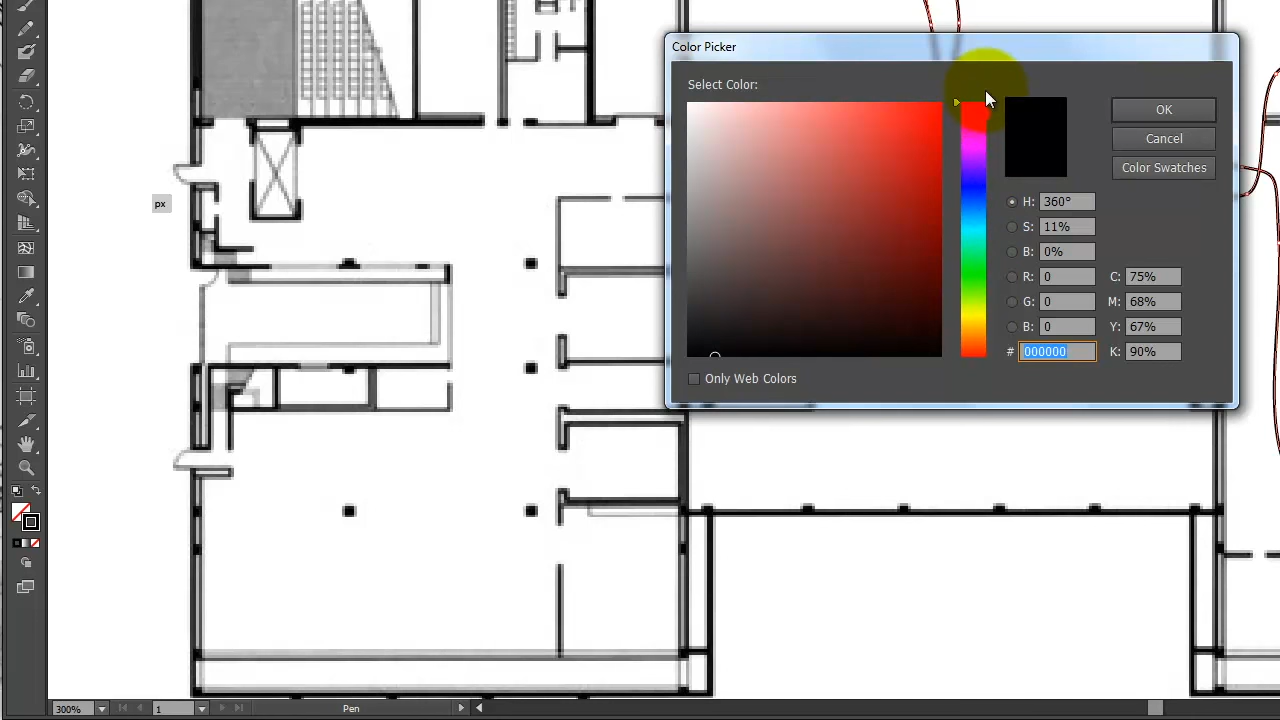 Color Picker
Select Color:
OK
Cancel
Color Swatches
px
H: 360°
S: 11%
B: 0%
R: 0 C: 75%
G: 0 M: 68%
B: 0 Y: 67%
# 000000 K: 90%
Only Web Colors
300% 1 Pen